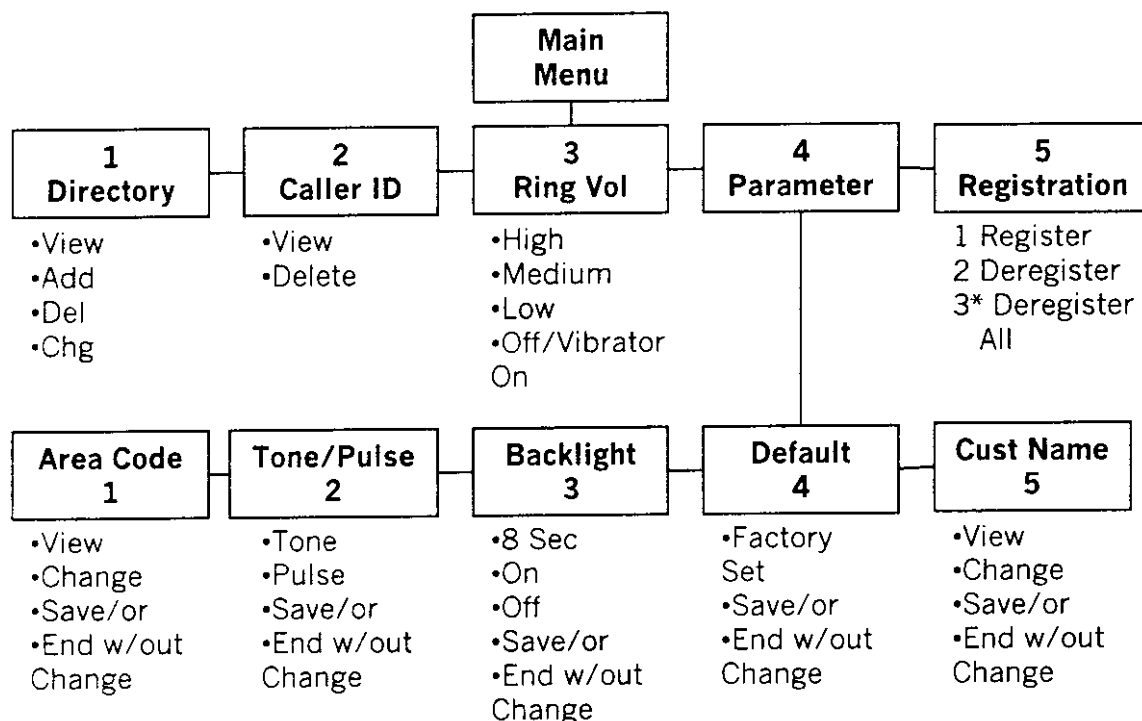 Main
Menu
1
Directory
•View
•Add
•Del
•Chg
2
Caller ID
•View
•Delete
3
Ring Vol
•High
•Medium
•Low
•Off/Vibrator
On
4
Parameter
5
Registration
1 Register
2 Deregister
3* Deregister
All
Area Code
1
•View
•Change
•Save/or
•End w/out
Change
Tone/Pulse
2
•Tone
•Pulse
•Save/or
•End w/out
Change
Backlight
3
•8 Sec
•On
•Off
•Save/or
•End w/out
Change
Default
4
•Factory
Set
•Save/or
•End w/out
Change
Cust Name
5
•View
•Change
•Save/or
•End w/out
Change